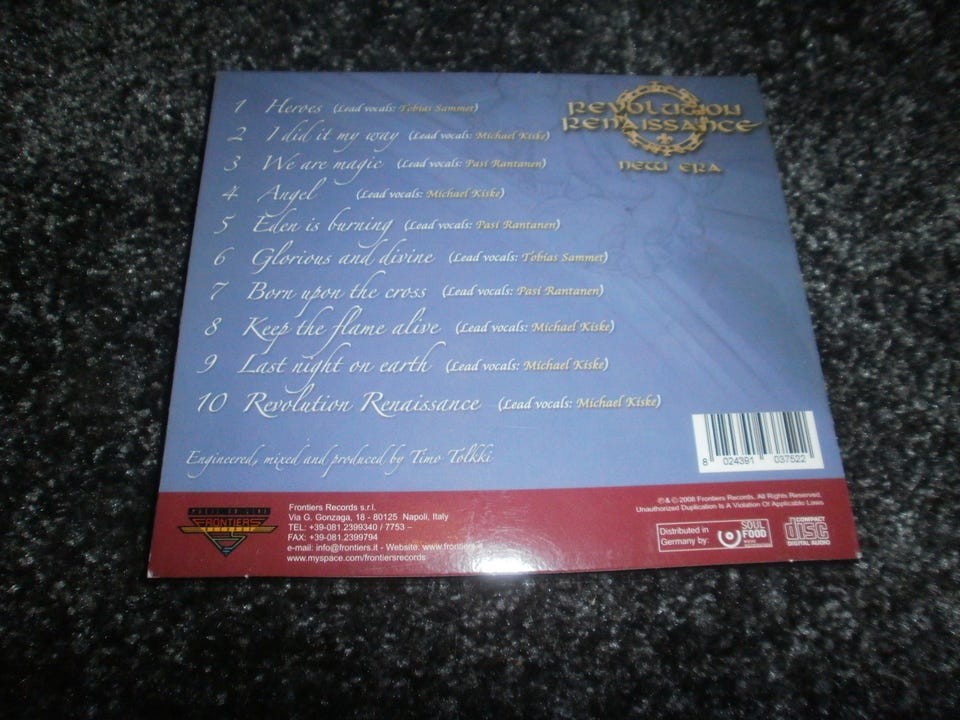 1 Heroes (Lead vocals: Tobias Sammet)
2 I did it my way (Lead vocals: Michael Kiske)
3 We are magic (Lead vocals: Pasi Rantanen)
4 Angel (Lead vocals: Michael Kiske)
5 Eden is burning (Lead vocals: Pasi Rantanen)
6 Glorious and divine (Lead vocals: Tobias Sammet)
7 Born upon the cross (Lead vocals: Pasi Rantanen)
8 Keep the flame alive (Lead vocals: Michael Kiske)
9 Last night on earth (Lead vocals: Michael Kiske)
10 Revolution Renaissance (Lead vocals: Michael Kiske)
REVOLUTION
RENAISSANCE
NEW ERA
Engineered, mixed and produced by Timo Tolkki
8 024391 037522
FRONTIERS
Frontiers Records s.r.l.
Via G. Gonzaga, 18 - 80125 Napoli, Italy
TEL: +39-081.2399340 / 7753 –
FAX: +39-081.2399794
e-mail: info@frontiers.it - Website: www.frontiers.it
www.myspace.com/frontiersrecords
℗ & © 2008 Frontiers Records. All Rights Reserved.
Unauthorized Duplication Is A Violation Of Applicable Laws
Distributed in
Germany by:
SOUL
FOOD
COMPACT
disc
DIGITAL AUDIO